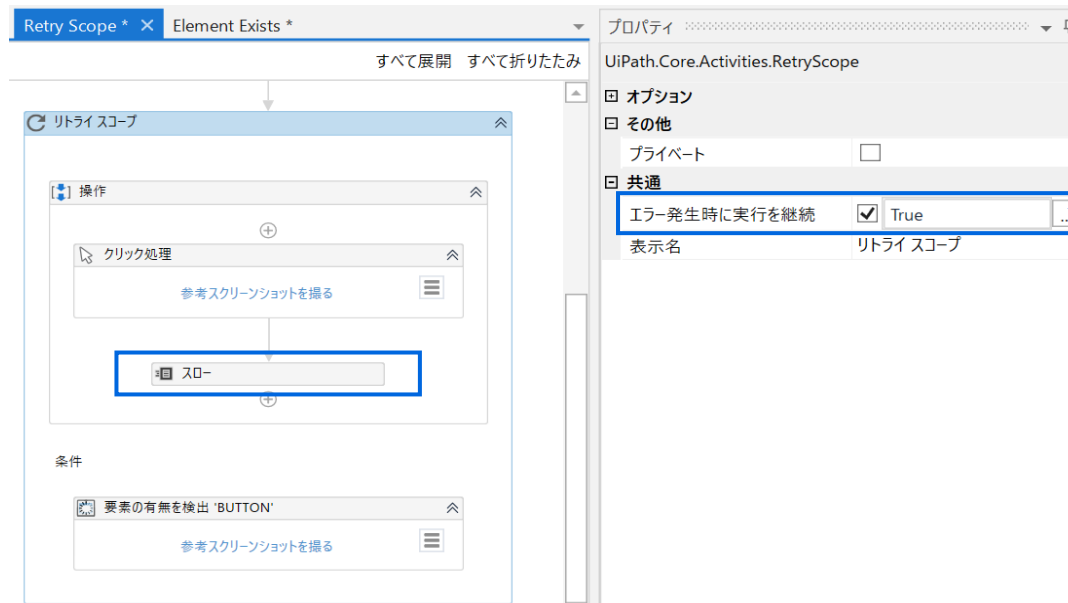 Retry Scope *
Element Exists *
すべて展開 すべて折りたたみ
リトライ スコープ
操作
クリック処理
参考スクリーンショットを撮る
スロー
条件
要素の有無を検出 'BUTTON'
参考スクリーンショットを撮る
プロパティ
UiPath.Core.Activities.RetryScope
オプション
その他
プライベート
共通
エラー発生時に実行を継続 True ...
表示名 リトライ スコープ